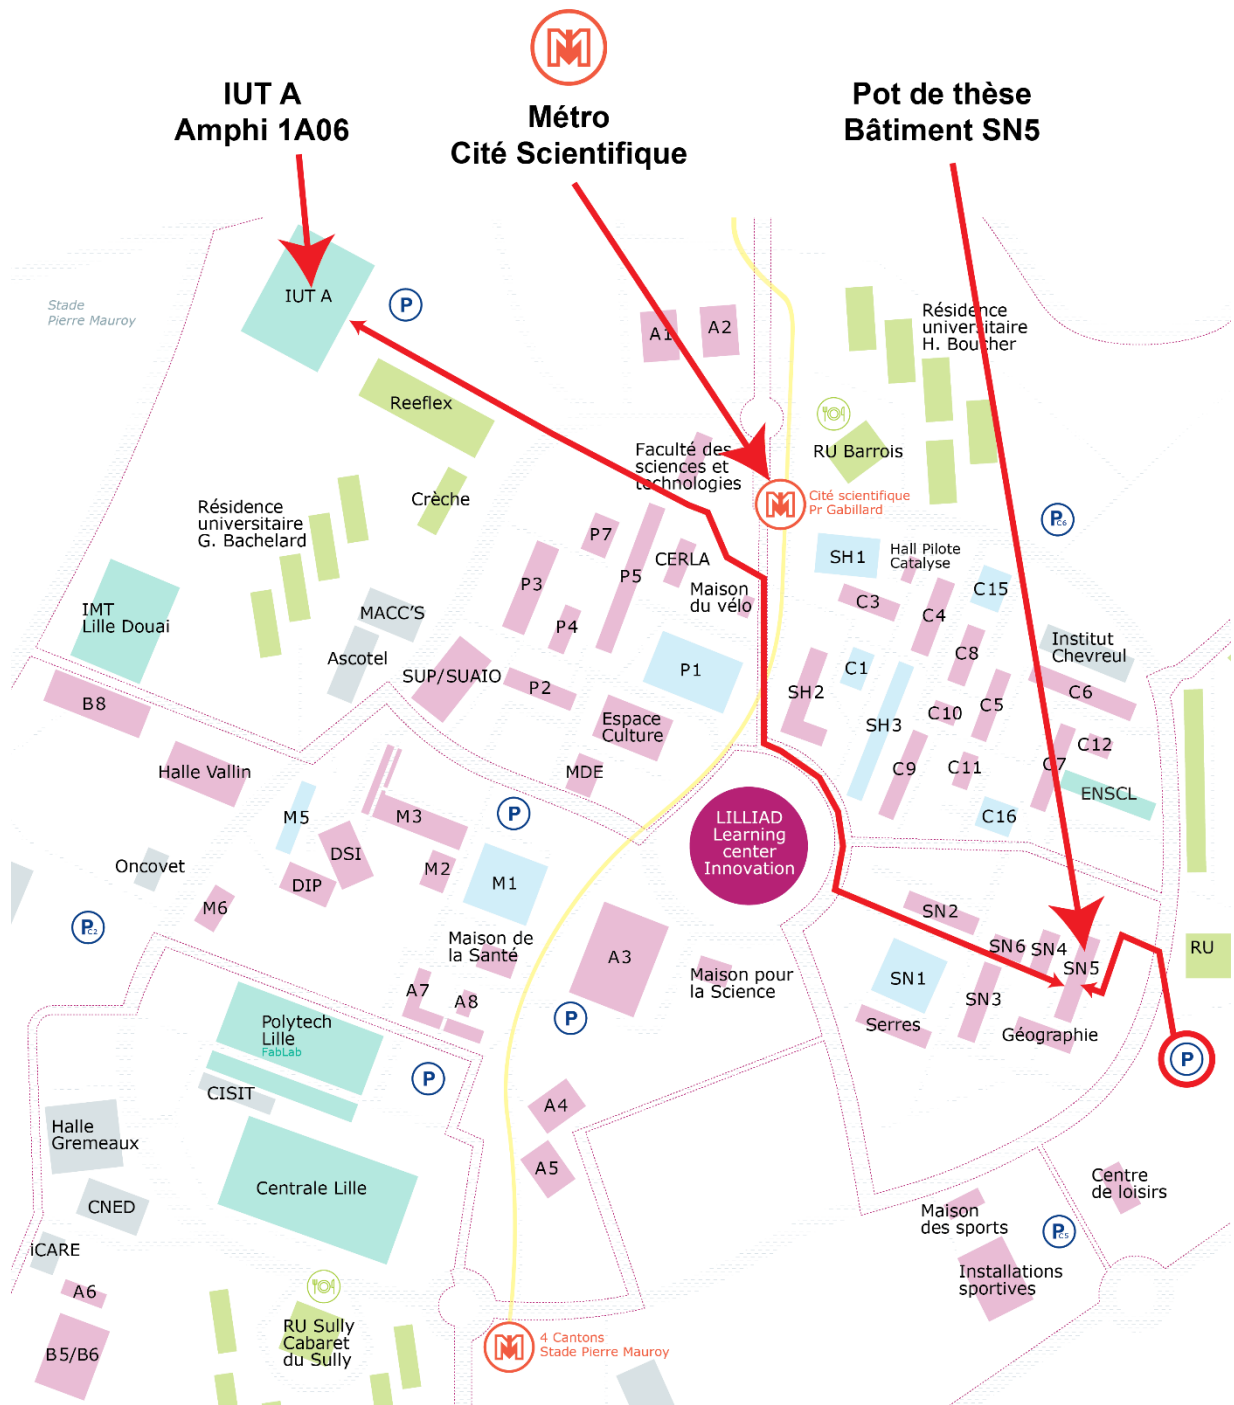 IUT A
Amphi 1A06
Métro
Cité Scientifique
Pot de thèse
Bâtiment SN5
Stade
Pierre Mauroy
IUT A
P
A1
A2
Résidence
universitaire
H. Boucher
Reeflex
RU Barrois
Faculté des
sciences et
technologies
Crèche
Cité scientifique
Pr Gabillard
Résidence
universitaire
G. Bachelard
P C6
P7
P3
P5
P4
CERLA
Maison
du vélo
SH1
Hall Pilote
Catalyse
C15
C3
C4
IMT
Lille Douai
MACC'S
Ascotel
SUP/SUAIO
P2
P1
SH2
C1
SH3
C8
C10
C5
Institut
Chevreul
C6
B8
Espace
Culture
MDE
C9
C11
C7
C12
ENSCL
C16
Halle Vallin
M5
M3
P
LILLIAD
Learning
center
Innovation
DSI
DIP
M2
M1
Oncovet
M6
P C2
Maison de
la Santé
A3
Maison pour
la Science
SN2
SN6
SN4
SN5
SN1
SN3
Serres
Géographie
RU
P
A7
A8
P
Polytech
Lille
FabLab
P
CISIT
A4
A5
Halle
Gremeaux
Centrale Lille
CNED
iCARE
A6
B5/B6
RU Sully
Cabaret
du Sully
4 Cantons
Stade Pierre Mauroy
Centre
de loisirs
Maison
des sports
P C5
Installations
sportives